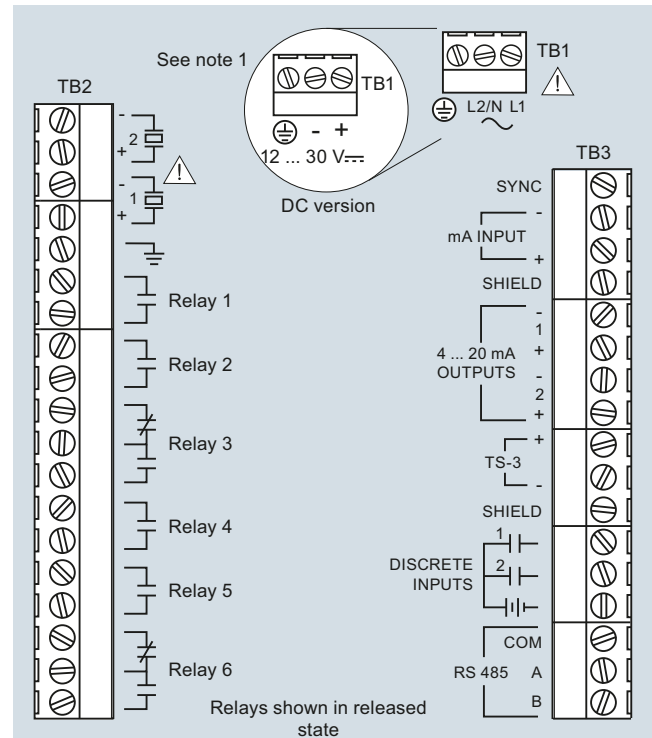 See note 1
TB1
TB1
L2/N L1
- +
12 ... 30 V
DC version
TB2
-
2
+
-
1
+
Relay 1
Relay 2
Relay 3
Relay 4
Relay 5
Relay 6
Relays shown in released
state
TB3
SYNC
-
mA INPUT
+
SHIELD
-
1
+
4 ... 20 mA
OUTPUTS
-
2
+
+
TS-3
-
SHIELD
1
DISCRETE
INPUTS
2
COM
RS 485 A
B